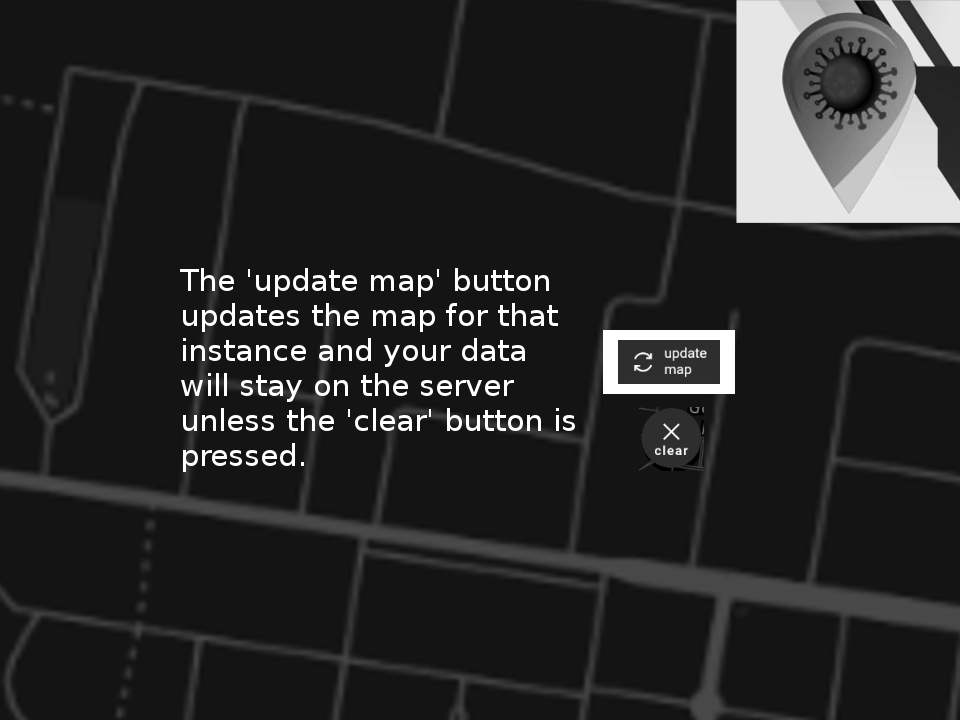 The 'update map' button
updates the map for that
instance and your data
will stay on the server
unless the 'clear' button is
pressed.
update
map
clear